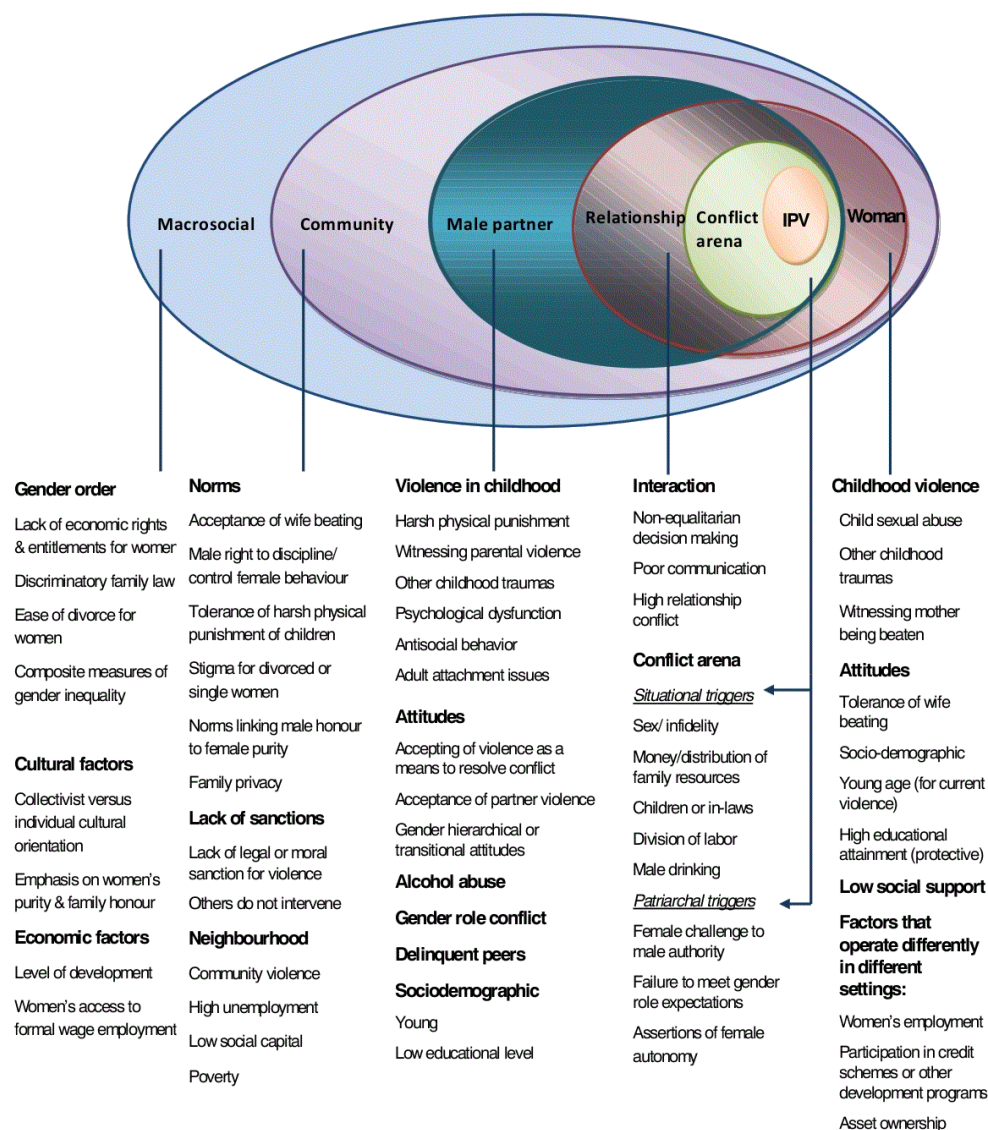 Macrosocial
Community
Male partner
Relationship
Conflict
arena
IPV
Woman
Gender order
Lack of economic rights
& entitlements for women
Discriminatory family law
Ease of divorce for
women
Composite measures of
gender inequality
Cultural factors
Collectivist versus
individual cultural
orientation
Emphasis on women's
purity & family honour
Economic factors
Level of development
Women's access to
formal wage employment
Norms
Acceptance of wife beating
Male right to discipline/
control female behaviour
Tolerance of harsh physical
punishment of children
Stigma for divorced or
single women
Norms linking male honour
to female purity
Family privacy
Lack of sanctions
Lack of legal or moral
sanction for violence
Others do not intervene
Neighbourhood
Community violence
High unemployment
Low social capital
Poverty
Violence in childhood
Harsh physical punishment
Witnessing parental violence
Other childhood traumas
Psychological dysfunction
Antisocial behavior
Adult attachment issues
Attitudes
Accepting of violence as a
means to resolve conflict
Acceptance of partner violence
Gender hierarchical or
transitional attitudes
Alcohol abuse
Gender role conflict
Delinquent peers
Sociodemographic
Young
Low educational level
Interaction
Non-equalitarian
decision making
Poor communication
High relationship
conflict
Conflict arena
Situational triggers
Sex/ infidelity
Money/distribution of
family resources
Children or in-laws
Division of labor
Male drinking
Patriarchal triggers
Female challenge to
male authority
Failure to meet gender
role expectations
Assertions of female
autonomy
Childhood violence
Child sexual abuse
Other childhood
traumas
Witnessing mother
being beaten
Attitudes
Tolerance of wife
beating
Socio-demographic
Young age (for current
violence)
High educational
attainment (protective)
Low social support
Factors that
operate differently
in different
settings:
Women's employment
Participation in credit
schemes or other
development programs
Asset ownership